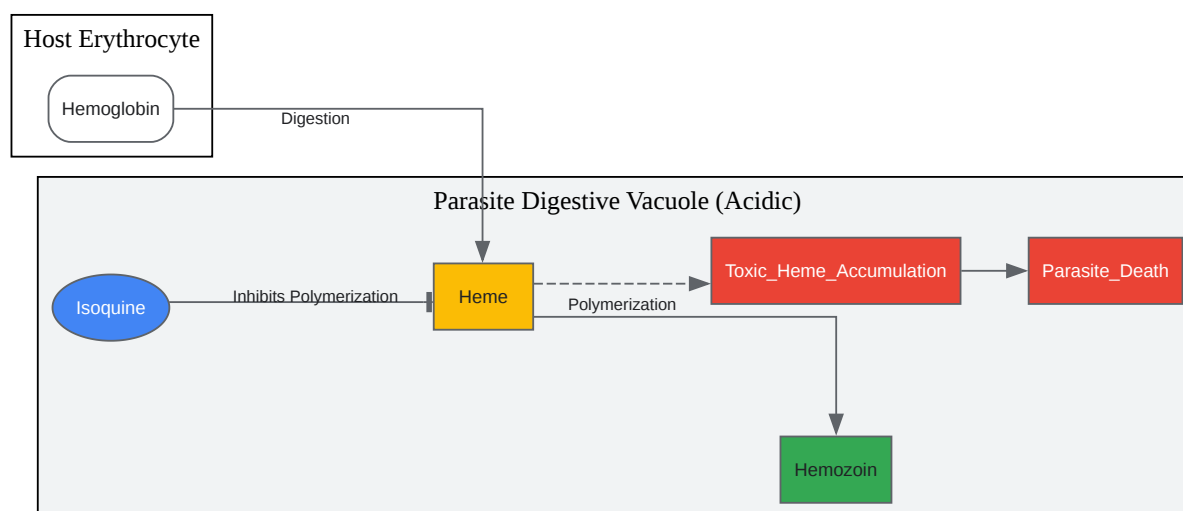 Host Erythrocyte
Hemoglobin
Digestion
Parasite Digestive Vacuole (Acidic)
Isoquine
Inhibits Polymerization
Heme
Toxic_Heme_Accumulation
Parasite_Death
Polymerization
Hemozoin